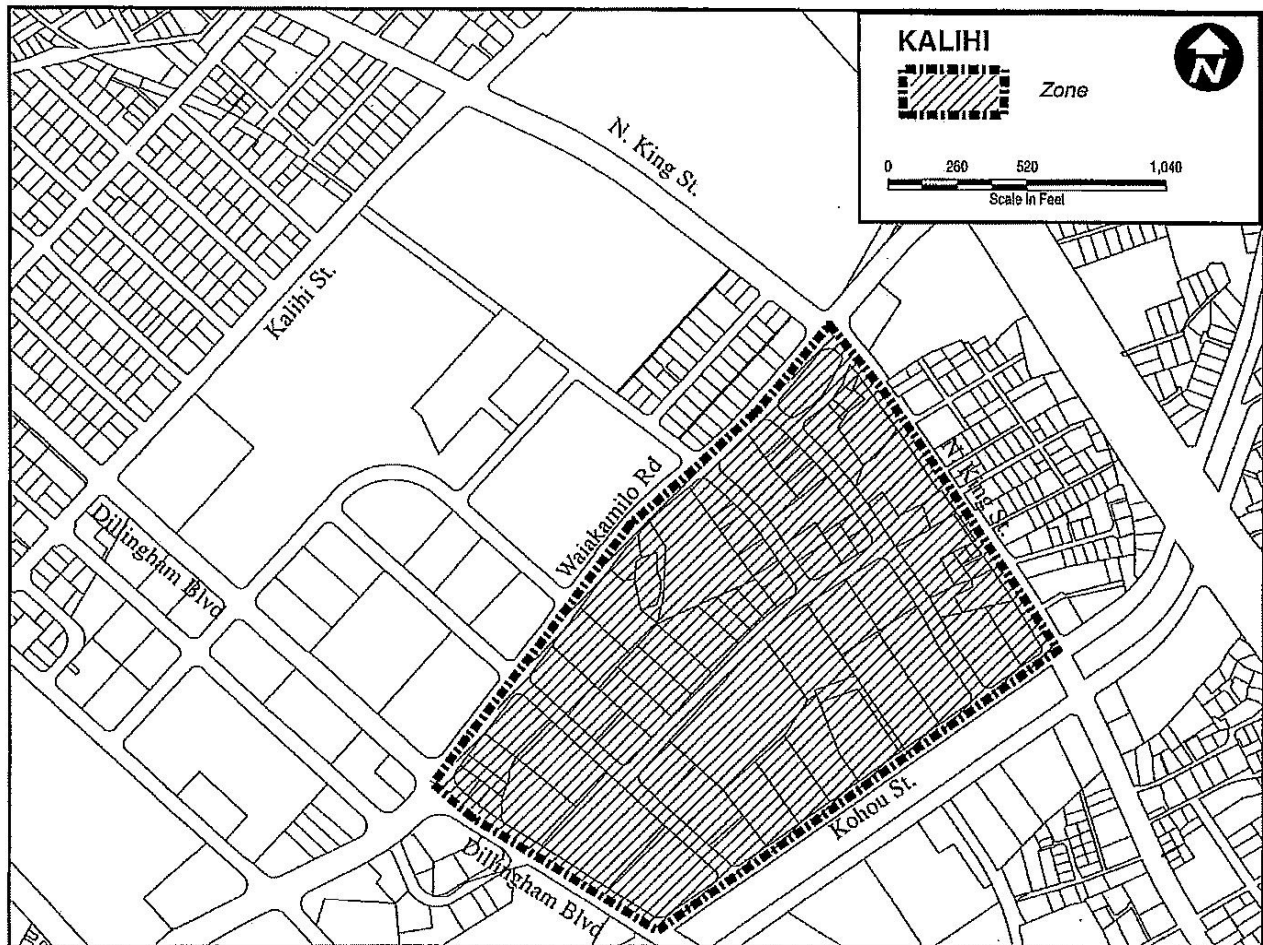 KALIHI
N
Zone
0 260 520 1,040
Scale In Feet
N. King St.
Kalihi St.
Waiakamilo Rd
N. King St.
Dillingham Blvd
Kohou St.
Dillingham Blvd